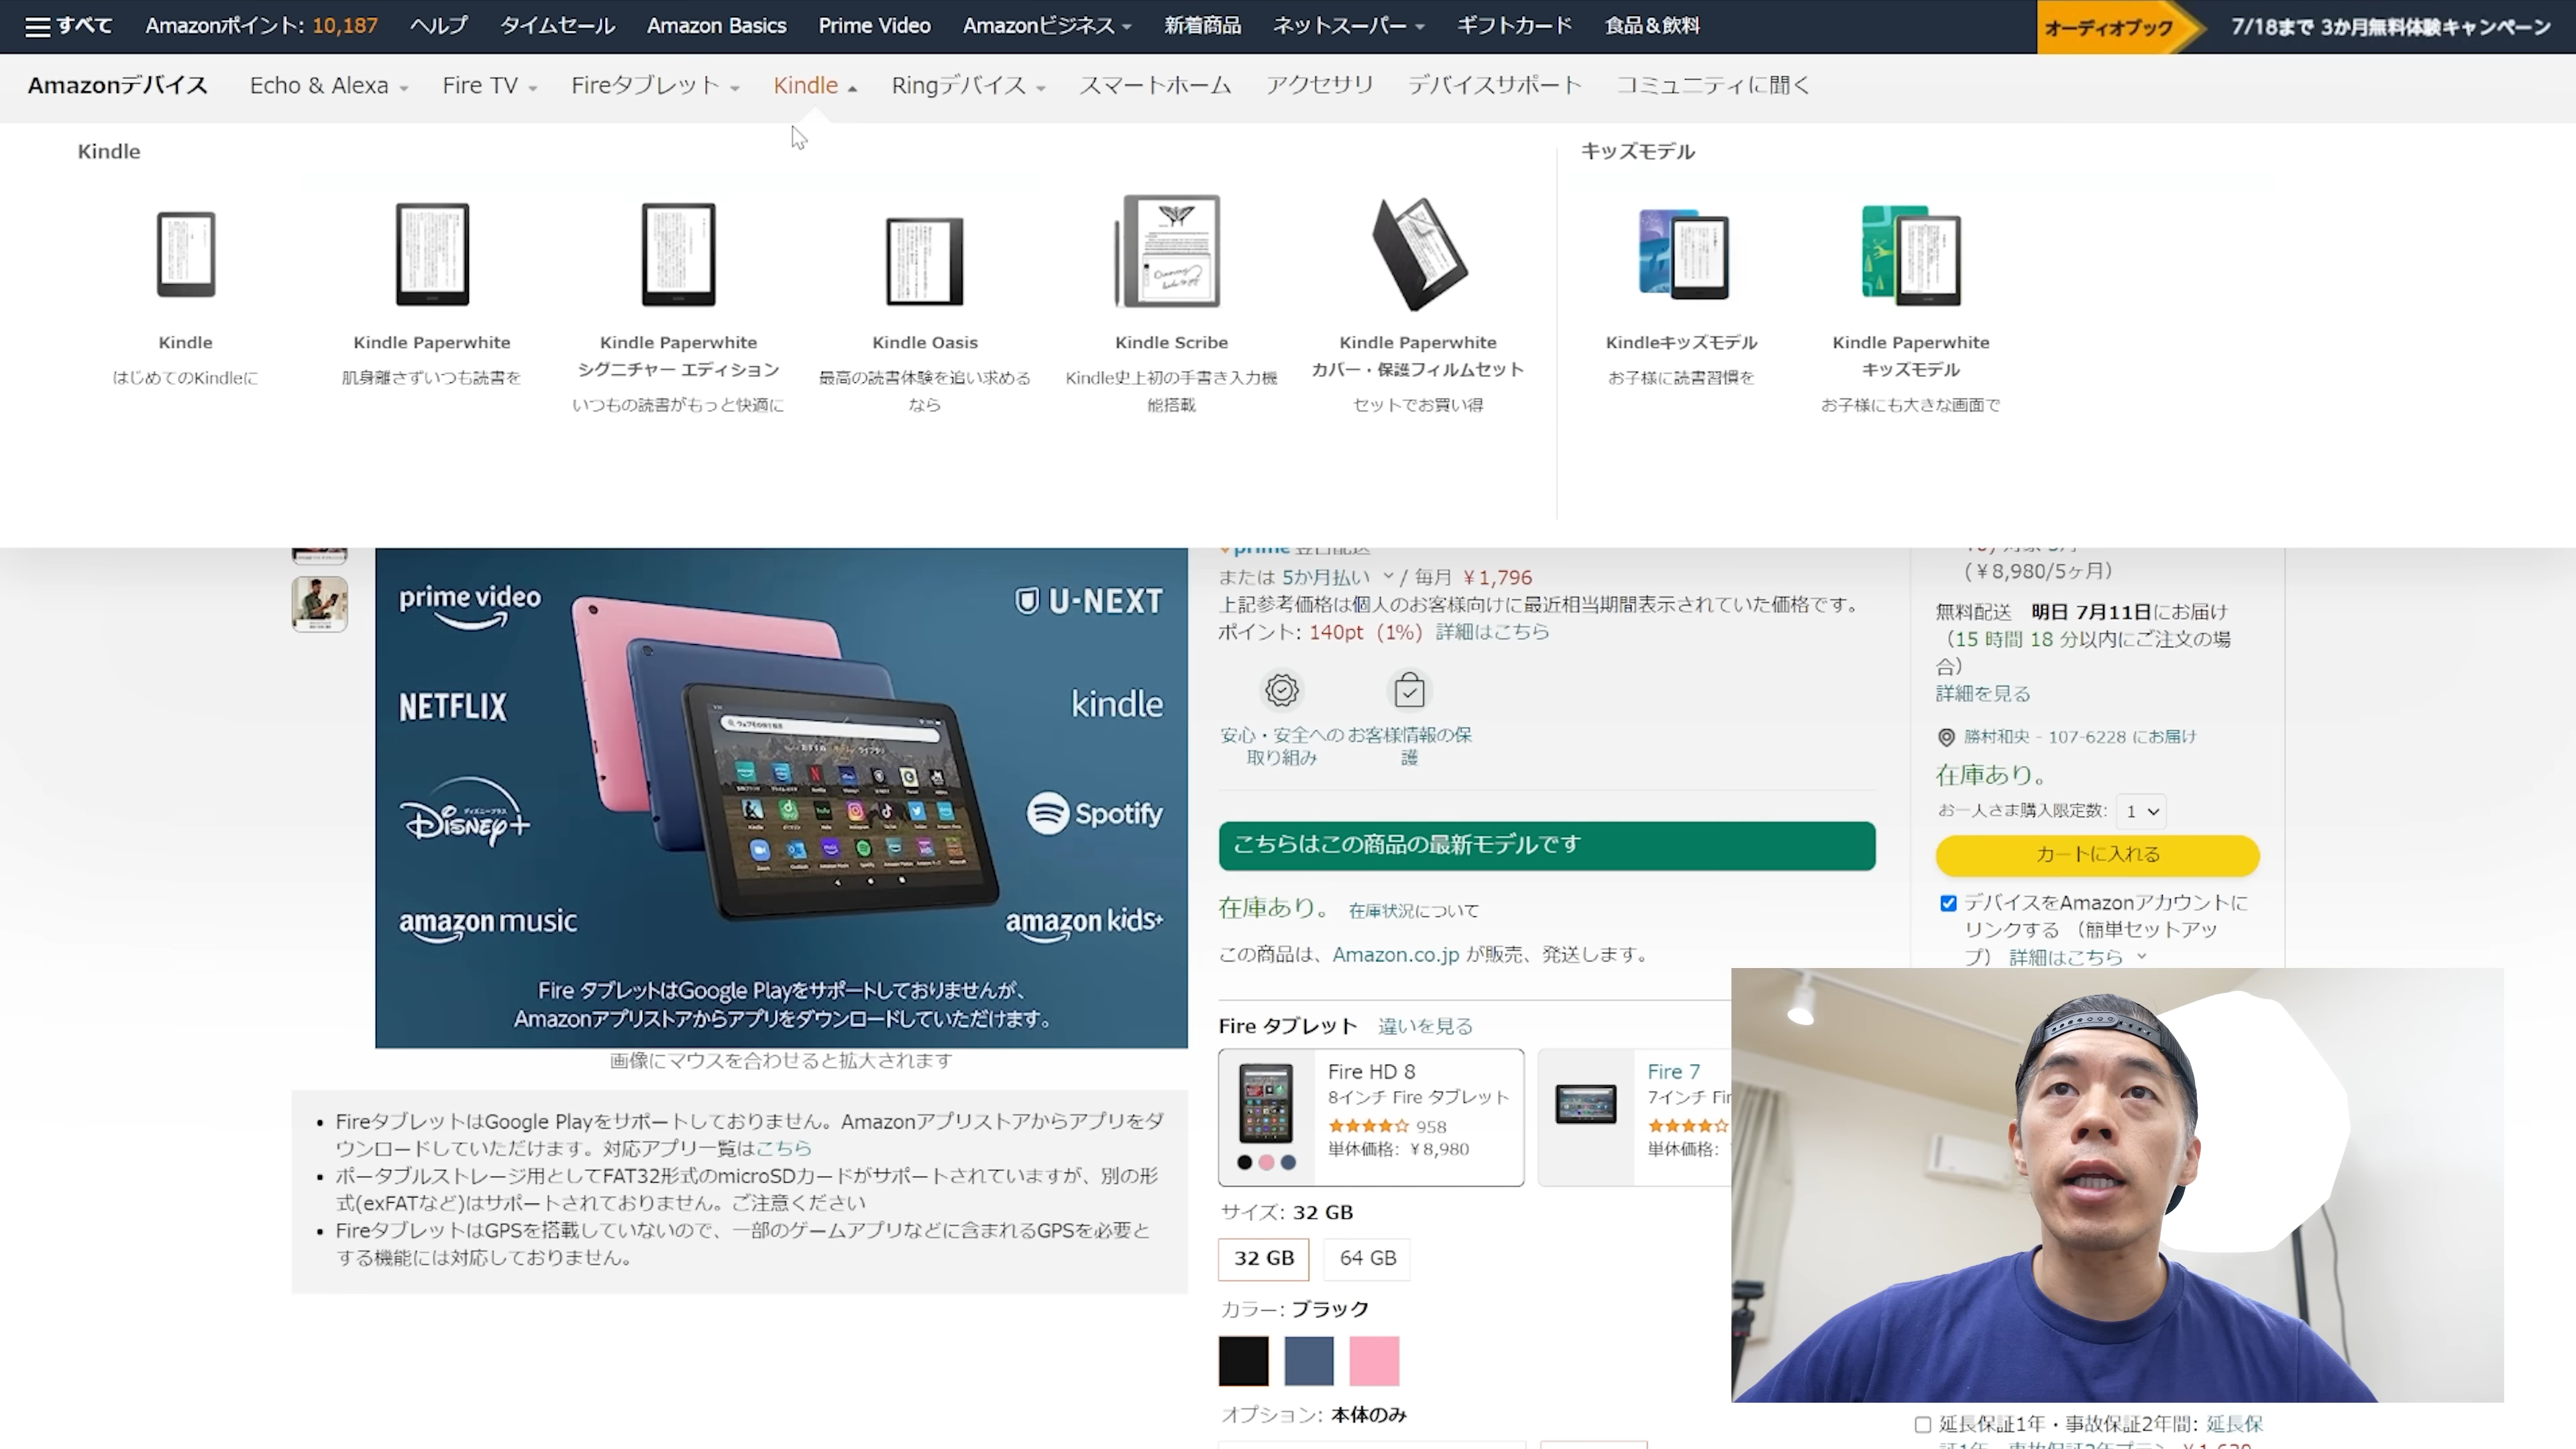 すべて Amazonポイント: 10,187 ヘルプ タイムセール Amazon Basics Prime Video Amazonビジネス 新着商品 ネットスーパー ギフトカード 食品&飲料 オーディオブック 7/18まで 3か月無料体験キャンペーン
Amazonデバイス Echo & Alexa Fire TV Fireタブレット Kindle Ringデバイス スマートホーム アクセサリ デバイスサポート コミュニティに聞く
Kindle
キッズモデル
Kindle
はじめてのKindleに
Kindle Paperwhite
肌身離さずいつも読書を
Kindle Paperwhite
シグニチャー エディション
いつもの読書がもっと快適に
Kindle Oasis
最高の読書体験を追い求める
なら
Kindle Scribe
Kindle史上初の手書き入力機
能搭載
Kindle Paperwhite
カバー・保護フィルムセット
セットでお買い得
Kindleキッズモデル
お子様に読書習慣を
Kindle Paperwhite
キッズモデル
お子様にも大きな画面で
prime video
NETFLIX
ディズニープラス
Disney+
amazon music
U-NEXT
kindle
Spotify
amazon kids+
Fire タブレットはGoogle Playをサポートしておりませんが、
Amazonアプリストアからアプリをダウンロードしていただけます。
画像にマウスを合わせると拡大されます
• FireタブレットはGoogle Playをサポートしておりません。Amazonアプリストアからアプリをダ
ウンロードしていただけます。対応アプリ一覧はこちら
• ポータブルストレージ用としてFAT32形式のmicroSDカードがサポートされていますが、別の形
式(exFATなど)はサポートされておりません。ご注意ください
• FireタブレットはGPSを搭載していないので、一部のゲームアプリなどに含まれるGPSを必要と
する機能には対応しておりません。
prime 翌日配送
または 5か月払い / 毎月 ¥1,796
上記参考価格は個人のお客様向けに最近相当期間表示されていた価格です。
ポイント: 140pt (1%) 詳細はこちら
安心・安全への
取り組み
お客様情報の保
護
こちらはこの商品の最新モデルです
在庫あり。 在庫状況について
この商品は、Amazon.co.jp が販売、発送します。
Fire タブレット 違いを見る
Fire HD 8
8インチ Fire タブレット
958
単体価格: ¥8,980
Fire 7
7インチ Fir
単体価格:
サイズ: 32 GB
32 GB 64 GB
カラー: ブラック
オプション: 本体のみ
(¥8,980/5ヶ月)
無料配送 明日 7月11日にお届け
(15 時間 18 分以内にご注文の場
合)
詳細を見る
勝村和央 - 107-6228 にお届け
在庫あり。
お一人さま購入限定数: 1
カートに入れる
デバイスをAmazonアカウントに
リンクする (簡単セットアッ
プ) 詳細はこちら
延長保証1年・事故保証2年間: 延長保